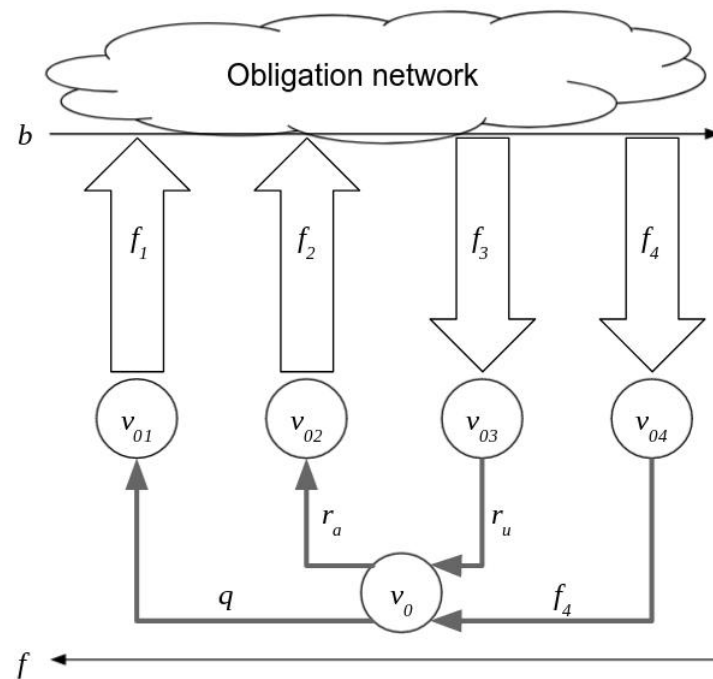 Obligation network
b
f₁ f₂ f₃ f₄
v₀₁ v₀₂ v₀₃ v₀₄
rₐ rᵤ
q v₀ f₄
f